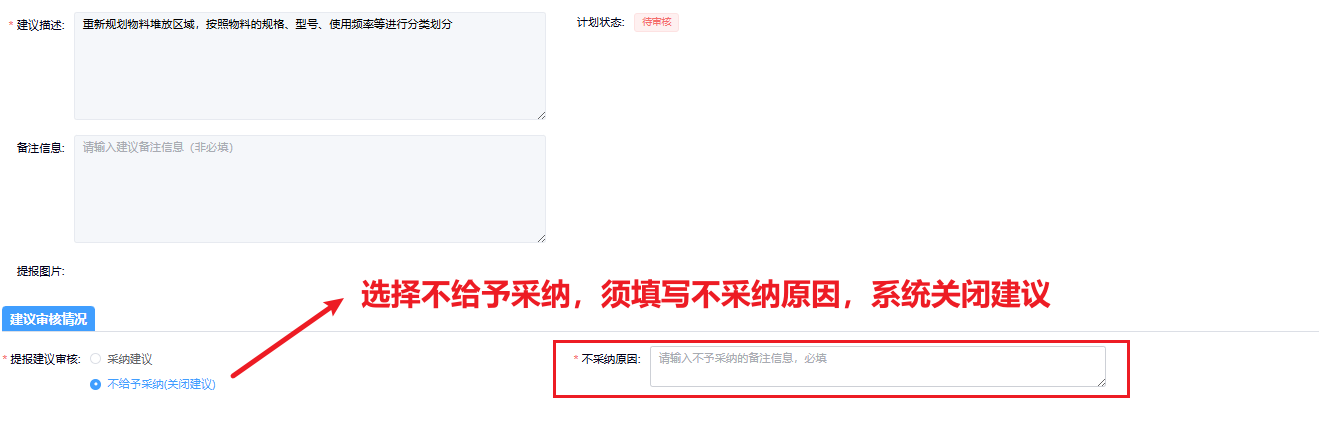 * 建议描述: 重新规划物料堆放区域，按照物料的规格、型号、使用频率等进行分类划分 计划状态: 待审核
备注信息: 请输入建议备注信息（非必填）
提报图片:
选择不给予采纳，须填写不采纳原因，系统关闭建议
建议审核情况
* 提报建议审核: 采纳建议 * 不采纳原因: 请输入不予采纳的备注信息，必填
不给予采纳(关闭建议)